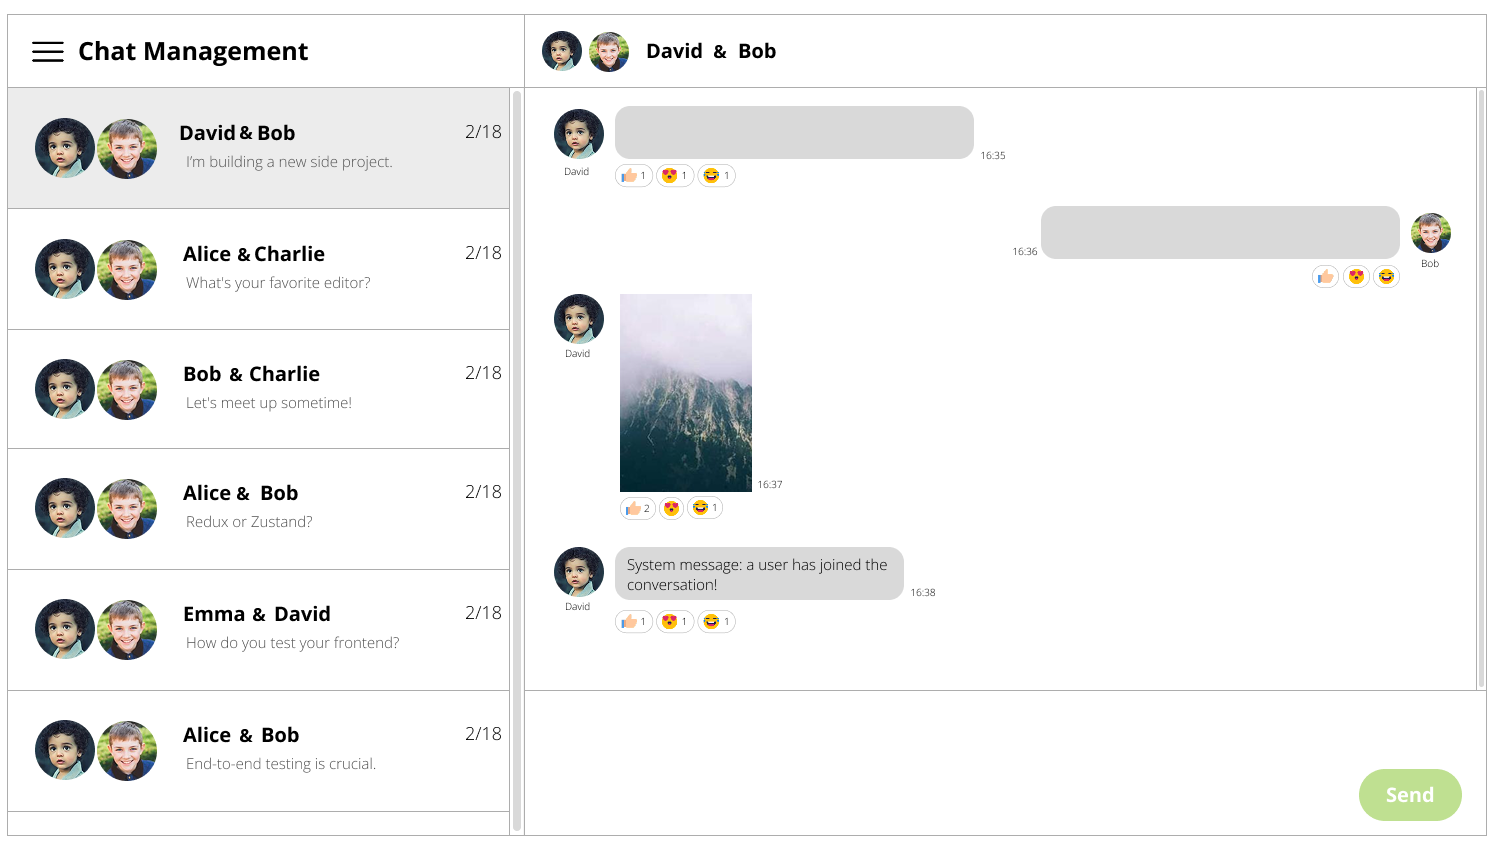 Chat Management
David & Bob
2/18
I'm building a new side project.
Alice & Charlie
2/18
What's your favorite editor?
Bob & Charlie
2/18
Let's meet up sometime!
Alice & Bob
2/18
Redux or Zustand?
Emma & David
2/18
How do you test your frontend?
Alice & Bob
2/18
End-to-end testing is crucial.
David & Bob
David
16:35
1 1 1
16:36
Bob
David
16:37
2 1
System message: a user has joined the
conversation!
David
16:38
1 1 1
Send